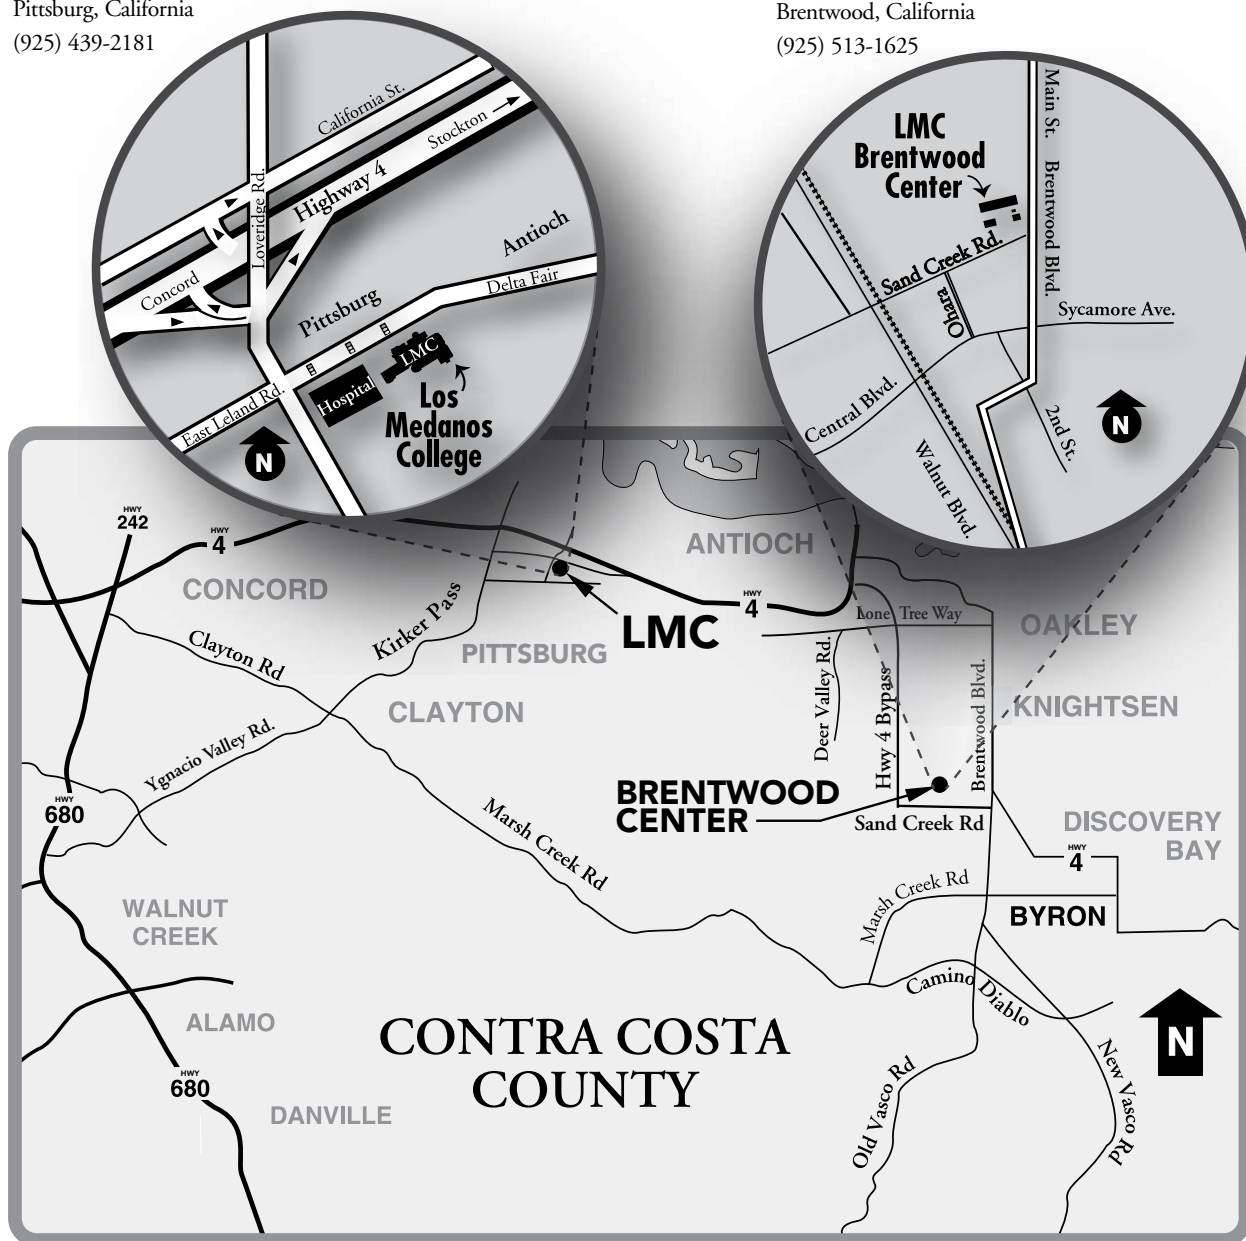 Pittsburg, California
(925) 439-2181
Brentwood, California
(925) 513-1625
California St.
Stockton
Highway 4
Loveridge Rd.
Concord
Antioch
Delta Fair
Pittsburg
LMC
Hospital
East Leland Rd.
Los
Medanos
College
N
Main St.
Brentwood Blvd.
LMC
Brentwood
Center
Sand Creek Rd.
Ohara
Sycamore Ave.
Central Blvd.
2nd St.
Walnut Blvd.
N
HWY
242
HWY
4
CONCORD
ANTIOCH
Kirker Pass
LMC
HWY
4
Lone Tree Way
OAKLEY
Clayton Rd
PITTSBURG
Deer Valley Rd.
Hwy 4 Bypass
Brentwood Blvd.
CLAYTON
KNIGHTSEN
Ygnacio Valley Rd.
HWY
680
BRENTWOOD
CENTER
Sand Creek Rd
DISCOVERY
BAY
HWY
4
Marsh Creek Rd
Marsh Creek Rd
BYRON
WALNUT
CREEK
Camino Diablo
ALAMO
CONTRA COSTA
COUNTY
N
HWY
680
DANVILLE
Old Vasco Rd
New Vasco Rd